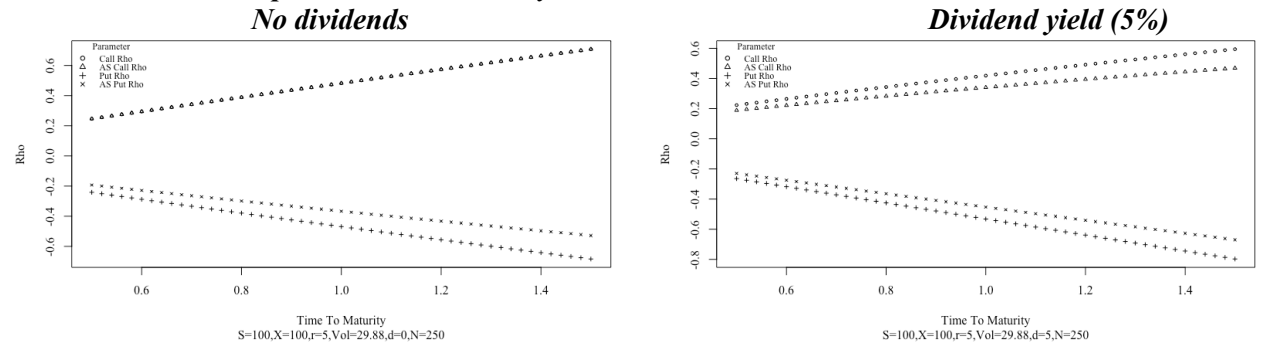 No dividends
Parameter
Call Rho
AS Call Rho
Put Rho
AS Put Rho
Rho
0.6
0.4
0.2
0.0
-0.2
-0.4
-0.6
0.6
0.8
1.0
1.2
1.4
Time To Maturity
S=100,X=100,r=5,Vol=29.88,d=0,N=250
Dividend yield (5%)
Parameter
Call Rho
AS Call Rho
Put Rho
AS Put Rho
Rho
0.6
0.4
0.2
0.0
-0.2
-0.4
-0.6
-0.8
0.6
0.8
1.0
1.2
1.4
Time To Maturity
S=100,X=100,r=5,Vol=29.88,d=5,N=250